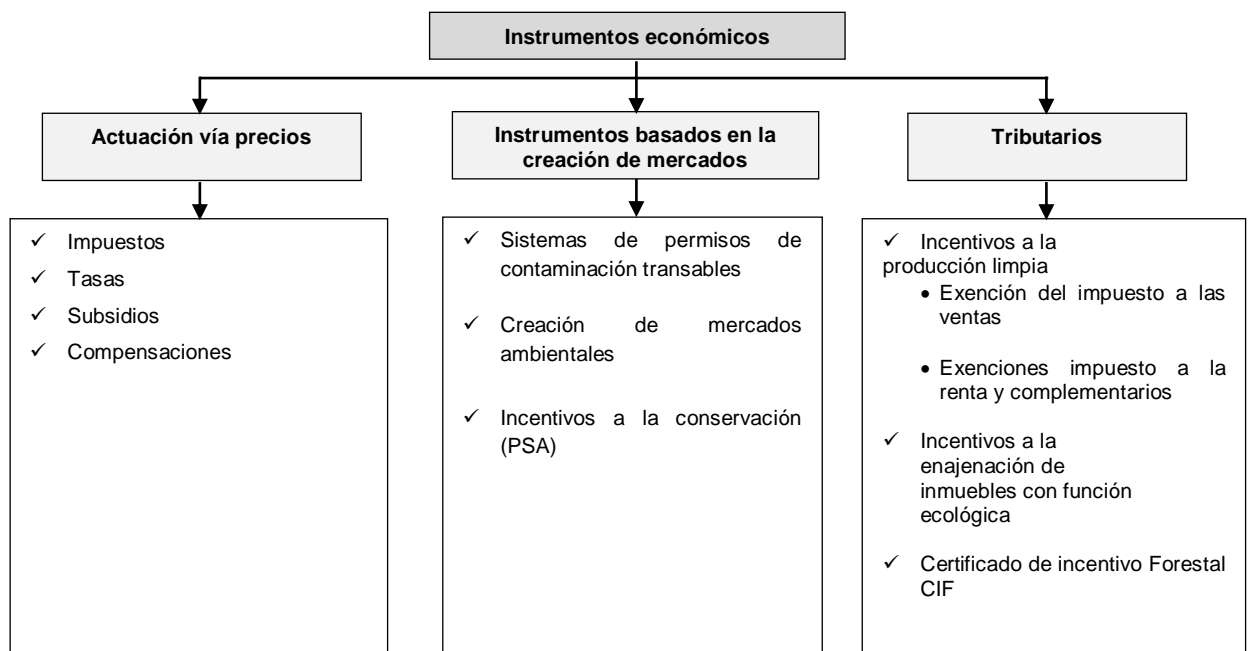 Instrumentos económicos
Actuación vía precios
✓ Impuestos
✓ Tasas
✓ Subsidios
✓ Compensaciones
Instrumentos basados en la
creación de mercados
✓ Sistemas de permisos de
contaminación transables
✓ Creación de mercados
ambientales
✓ Incentivos a la conservación
(PSA)
Tributarios
✓ Incentivos a la
producción limpia
• Exención del impuesto a las
ventas
• Exenciones impuesto a la
renta y complementarios
✓ Incentivos a la
enajenación de
inmuebles con función
ecológica
✓ Certificado de incentivo Forestal
CIF